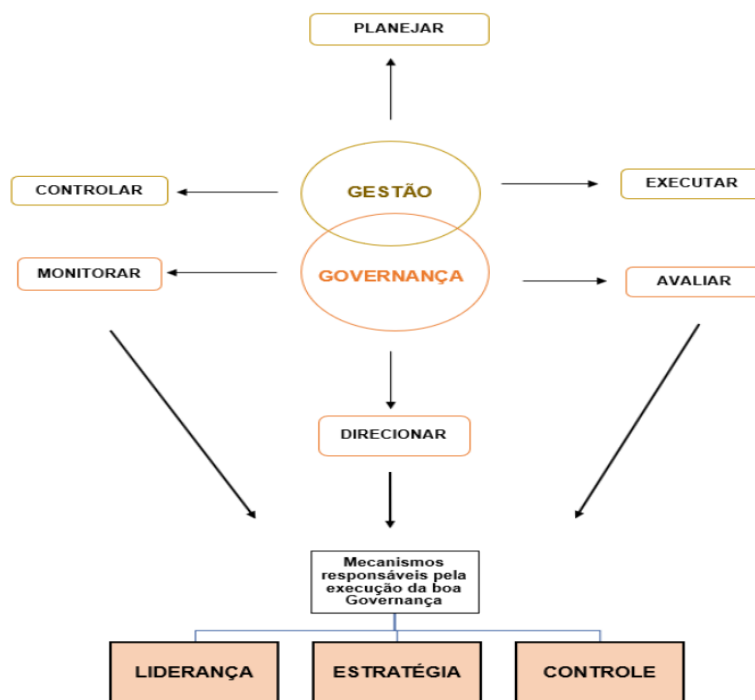 PLANEJAR
CONTROLAR
GESTÃO
EXECUTAR
MONITORAR
GOVERNANÇA
AVALIAR
DIRECIONAR
Mecanismos
responsáveis pela
execução da boa
Governança
LIDERANÇA
ESTRATÉGIA
CONTROLE